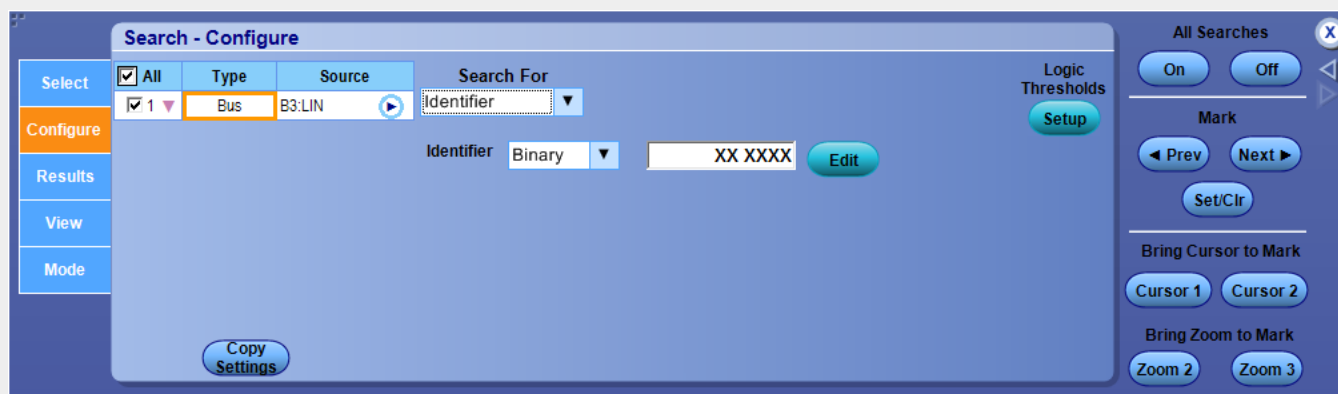 Search - Configure
Select
Configure
Results
View
Mode
All Type Source
1 Bus B3:LIN
Search For
Identifier
Identifier Binary XX XXXX Edit
Logic
Thresholds
Setup
Copy
Settings
All Searches
On Off
X
Mark
Prev Next
Set/Clr
Bring Cursor to Mark
Cursor 1 Cursor 2
Bring Zoom to Mark
Zoom 2 Zoom 3